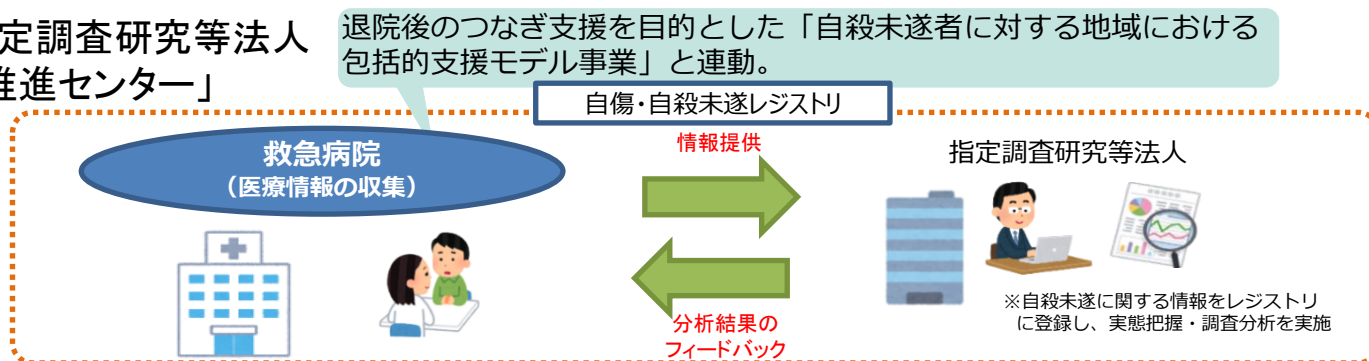 定調査研究等法人
推進センター」
退院後のつなぎ支援を目的とした「自殺未遂者に対する地域における
包括的支援モデル事業」と連動。
自傷・自殺未遂レジストリ
救急病院
（医療情報の収集）
情報提供
指定調査研究等法人
分析結果の
フィードバック
※自殺未遂に関する情報をレジストリ
に登録し、実態把握・調査分析を実施